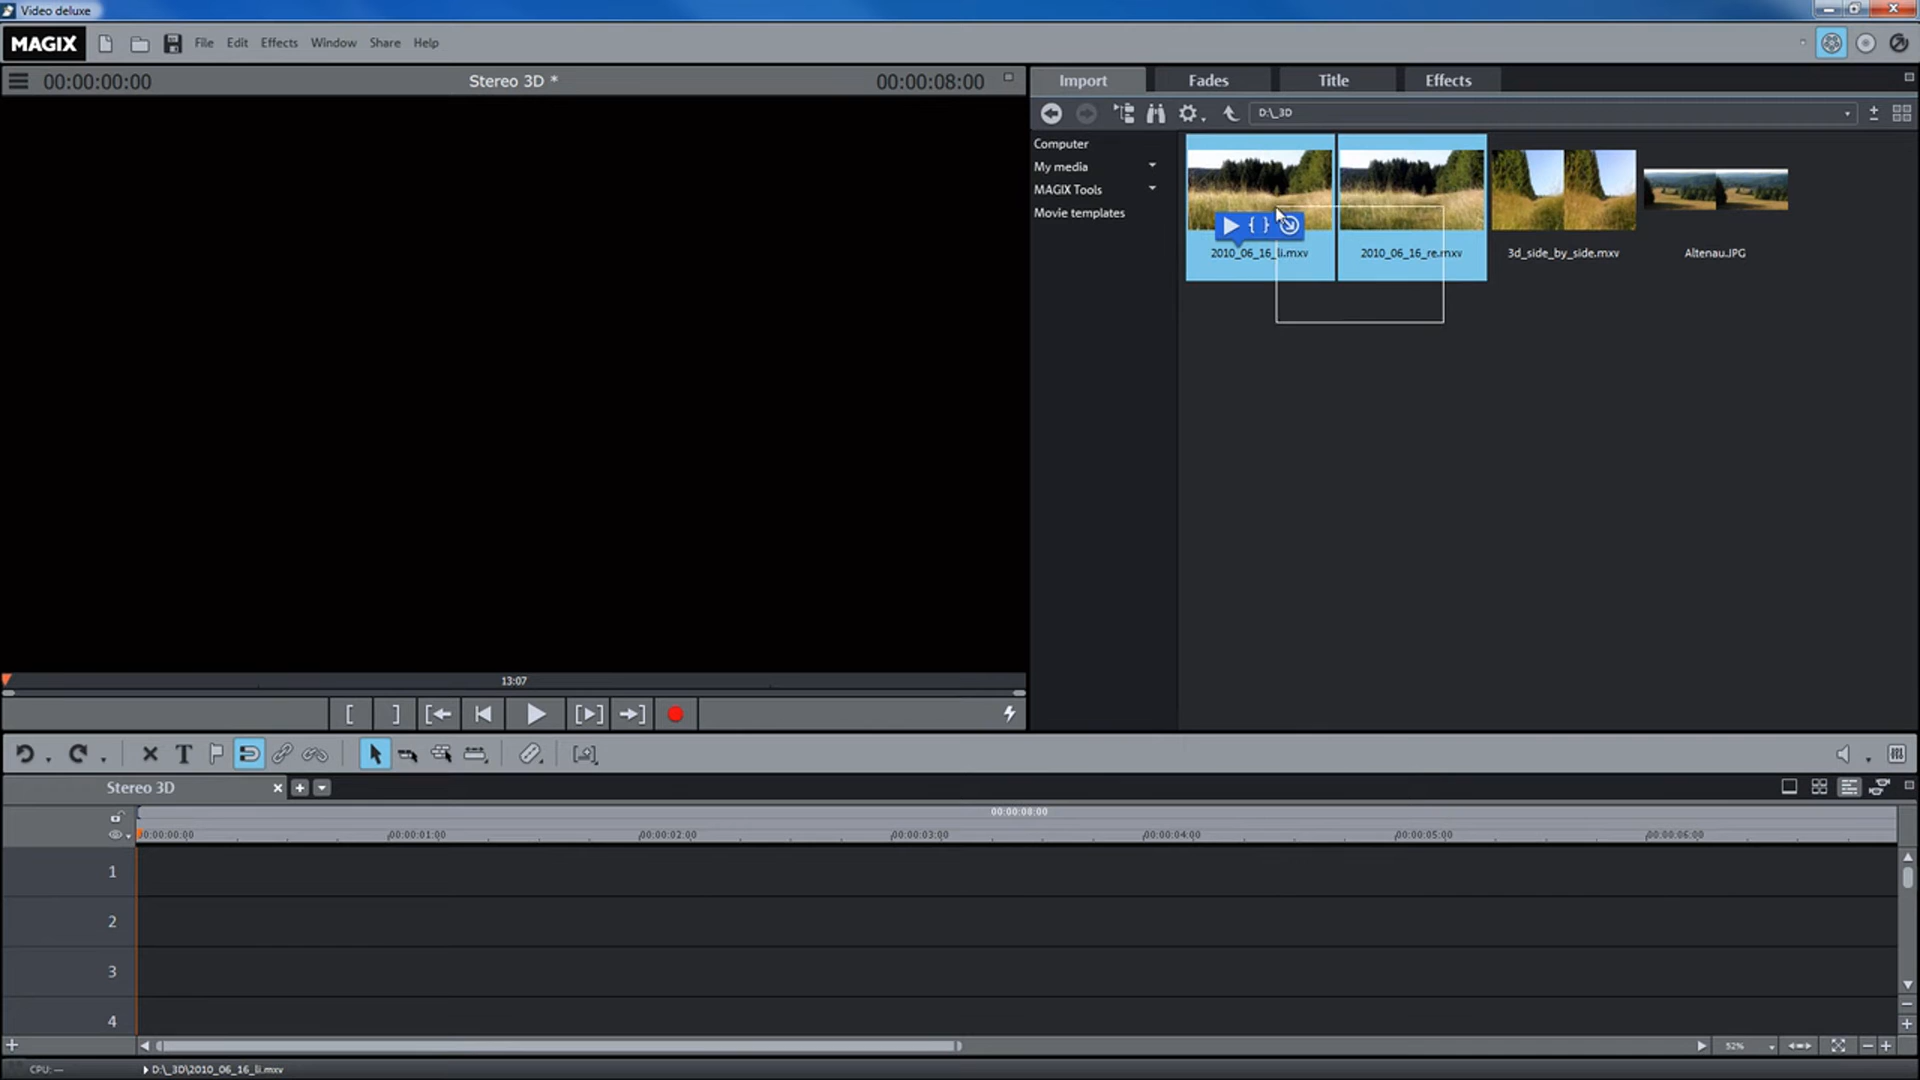 Video deluxe
MAGIX File Edit Effects Window Share Help
00:00:00:00 Stereo 3D * 00:00:08:00
Import Fades Title Effects
D:\_3D
Computer
My media
MAGIX Tools
Movie templates
2010_06_16_li.mxv 2010_06_16_re.mxv 3d_side_by_side.mxv Altenau.JPG
13:07
Stereo 3D
00:00:08:00
00:00:00:00 00:00:01:00 00:00:02:00 00:00:03:00 00:00:04:00 00:00:05:00 00:00:06:00
1
2
3
4
52%
CPU: — D:\_3D\2010_06_16_li.mxv